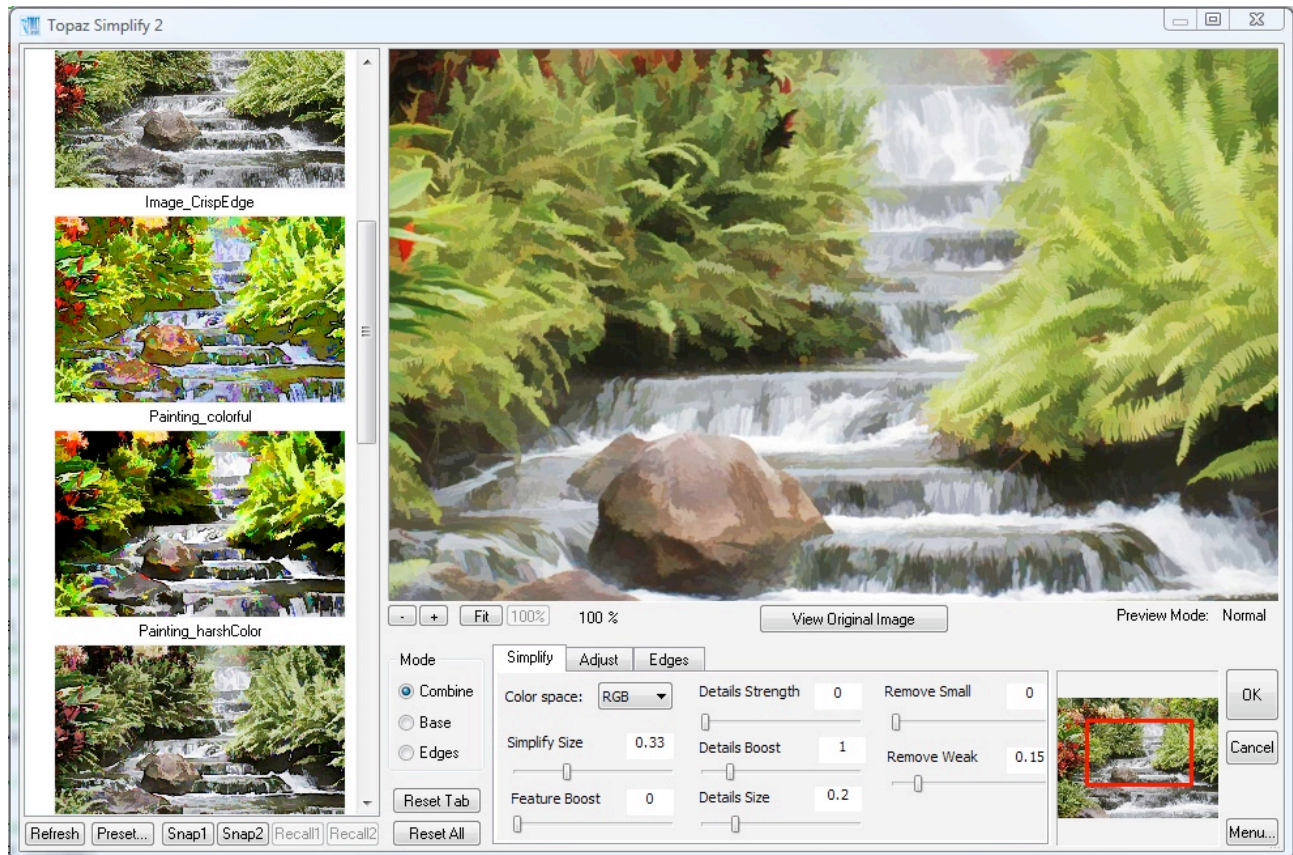 Topaz Simplify 2
Image_CrispEdge
Painting_colorful
Painting_harshColor
Refresh Preset... Snap1 Snap2 Recall1 Recall2
- + Fit 100% 100 % View Original Image Preview Mode: Normal
Mode
Combine
Base
Edges
Reset Tab
Reset All
Simplify Adjust Edges
Color space: RGB
Simplify Size 0.33
Feature Boost 0
Details Strength 0
Details Boost 1
Details Size 0.2
Remove Small 0
Remove Weak 0.15
OK
Cancel
Menu...